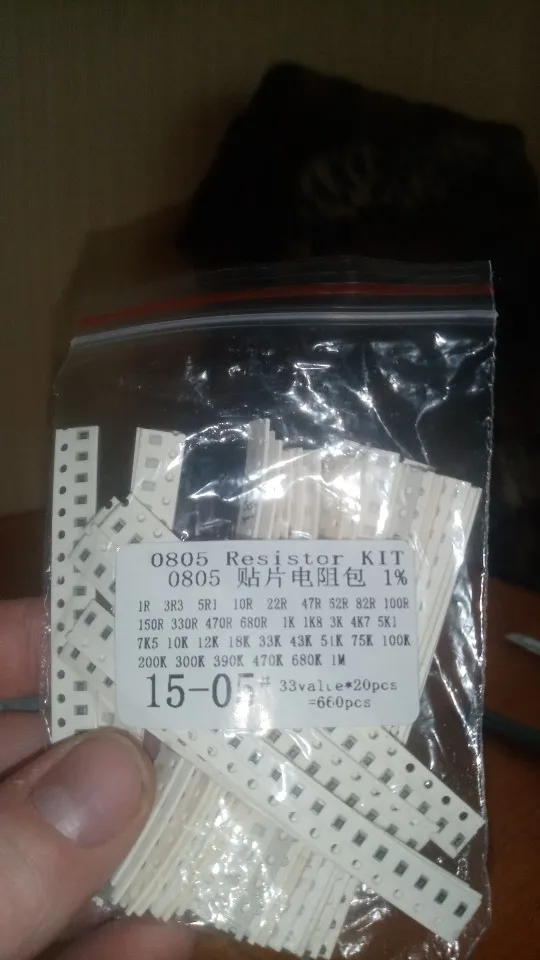 0805 Resistor KIT
0805 贴片电阻包 1%
1R 3R3 5R1 10R 22R 47R 62R 82R 100R
150R 330R 470R 680R 1K 1K8 3K 4K7 5K1
7K5 10K 12K 18K 33K 43K 51K 75K 100K
200K 300K 390K 470K 680K 1M
15-05# 33value*20pcs
=660pcs